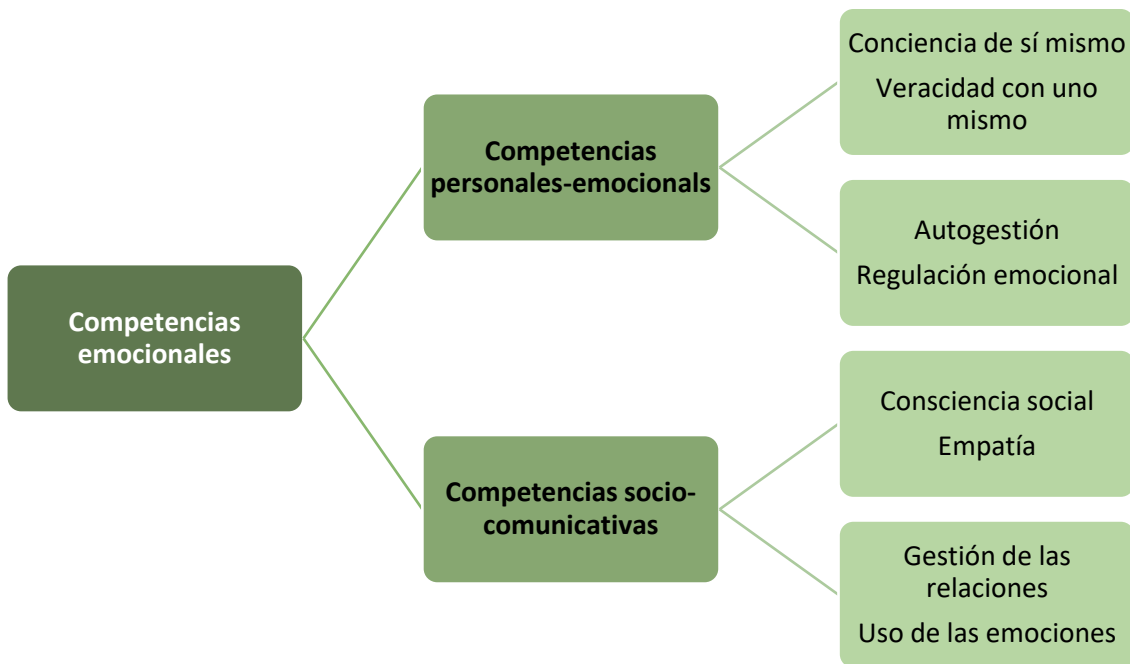 Competencias
emocionales
Competencias
personales-emocionals
Conciencia de sí mismo
Veracidad con uno
mismo
Autogestión
Regulación emocional
Competencias socio-
comunicativas
Consciencia social
Empatía
Gestión de las
relaciones
Uso de las emociones